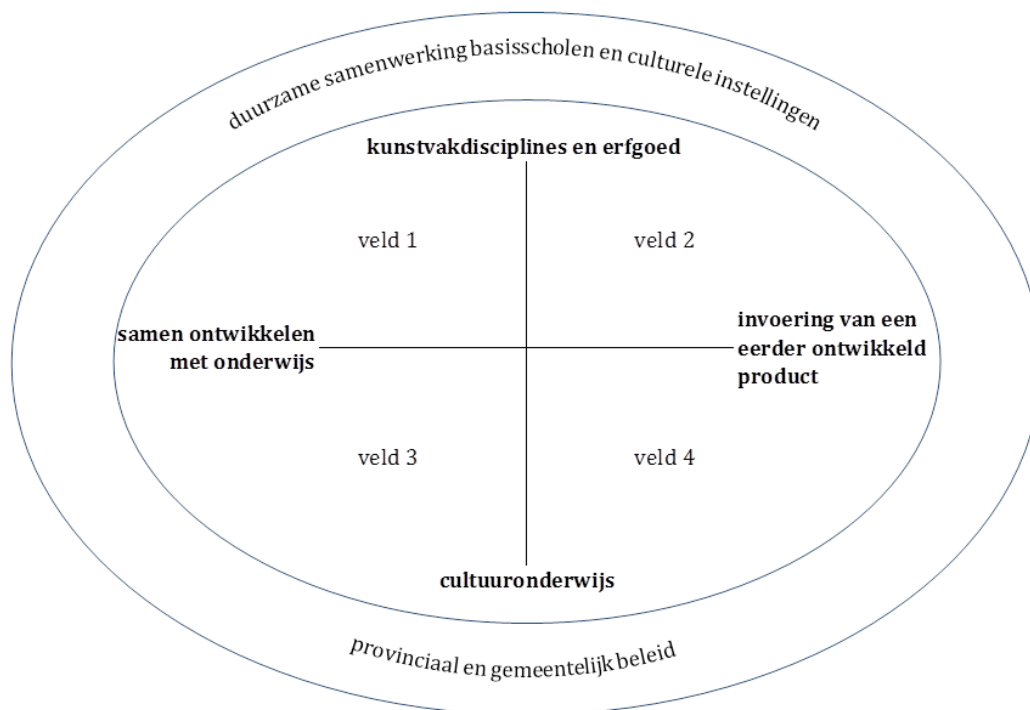 duurzame samenwerking basisscholen en culturele instellingen
kunstvakdisciplines en erfgoed
veld 1
veld 2
samen ontwikkelen
met onderwijs
invoering van een
eerder ontwikkeld
product
veld 3
veld 4
cultuuronderwijs
provinciaal en gemeentelijk beleid